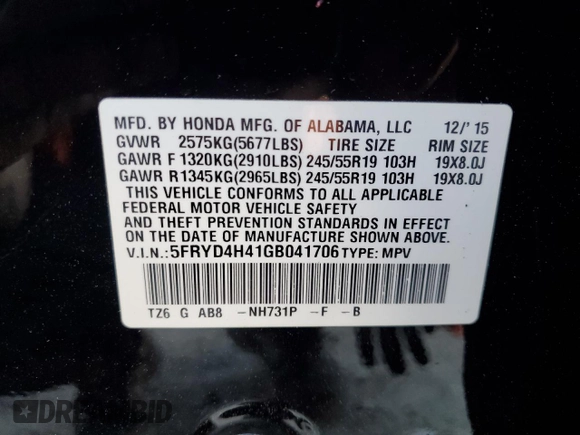 MFD. BY HONDA MFG. OF ALABAMA, LLC 12/'15
GVWR 2575KG(5677LBS) TIRE SIZE RIM SIZE
GAWR F 1320KG(2910LBS) 245/55R19 103H 19X8.0J
GAWR R1345KG(2965LBS) 245/55R19 103H 19X8.0J
THIS VEHICLE CONFORMS TO ALL APPLICABLE
FEDERAL MOTOR VEHICLE SAFETY
AND THEFT PREVENTION STANDARDS IN EFFECT
ON THE DATE OF MANUFACTURE SHOWN ABOVE.
V.I.N.: 5FRYD4H41GB041706 TYPE: MPV
TZ6 G AB8 -NH731P -F -B
DREAMBID